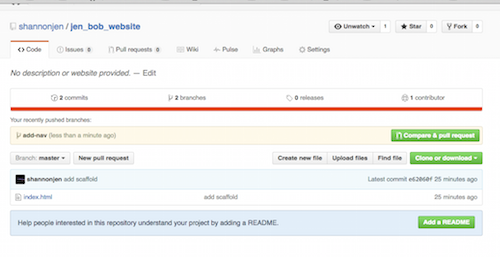 shannonjen / jen_bob_website
Unwatch 1 Star 0 Fork 0
Code Issues 0 Pull requests 0 Wiki Pulse Graphs Settings
No description or website provided. — Edit
2 commits 2 branches 0 releases 1 contributor
Your recently pushed branches:
add-nav (less than a minute ago) Compare & pull request
Branch: master New pull request Create new file Upload files Find file Clone or download
shannonjen add scaffold Latest commit e62860f 25 minutes ago
index.html add scaffold 25 minutes ago
Help people interested in this repository understand your project by adding a README. Add a README